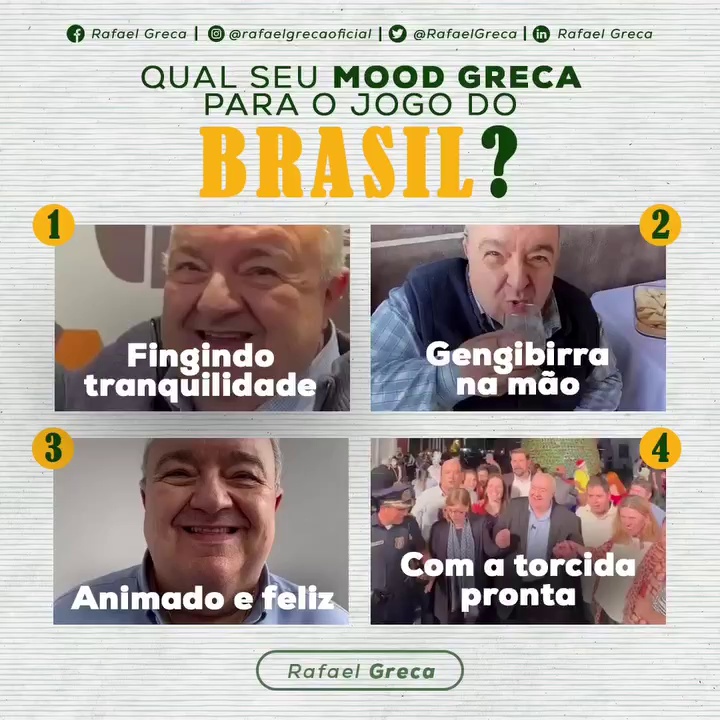 Rafael Greca | @rafaelgrecaoficial | @RafaelGreca | Rafael Greca
QUAL SEU MOOD GRECA
PARA O JOGO DO
BRASIL?
1
Fingindo
tranquilidade
2
Gengibirra
na mão
3
Animado e feliz
4
Com a torcida
pronta
Rafael Greca